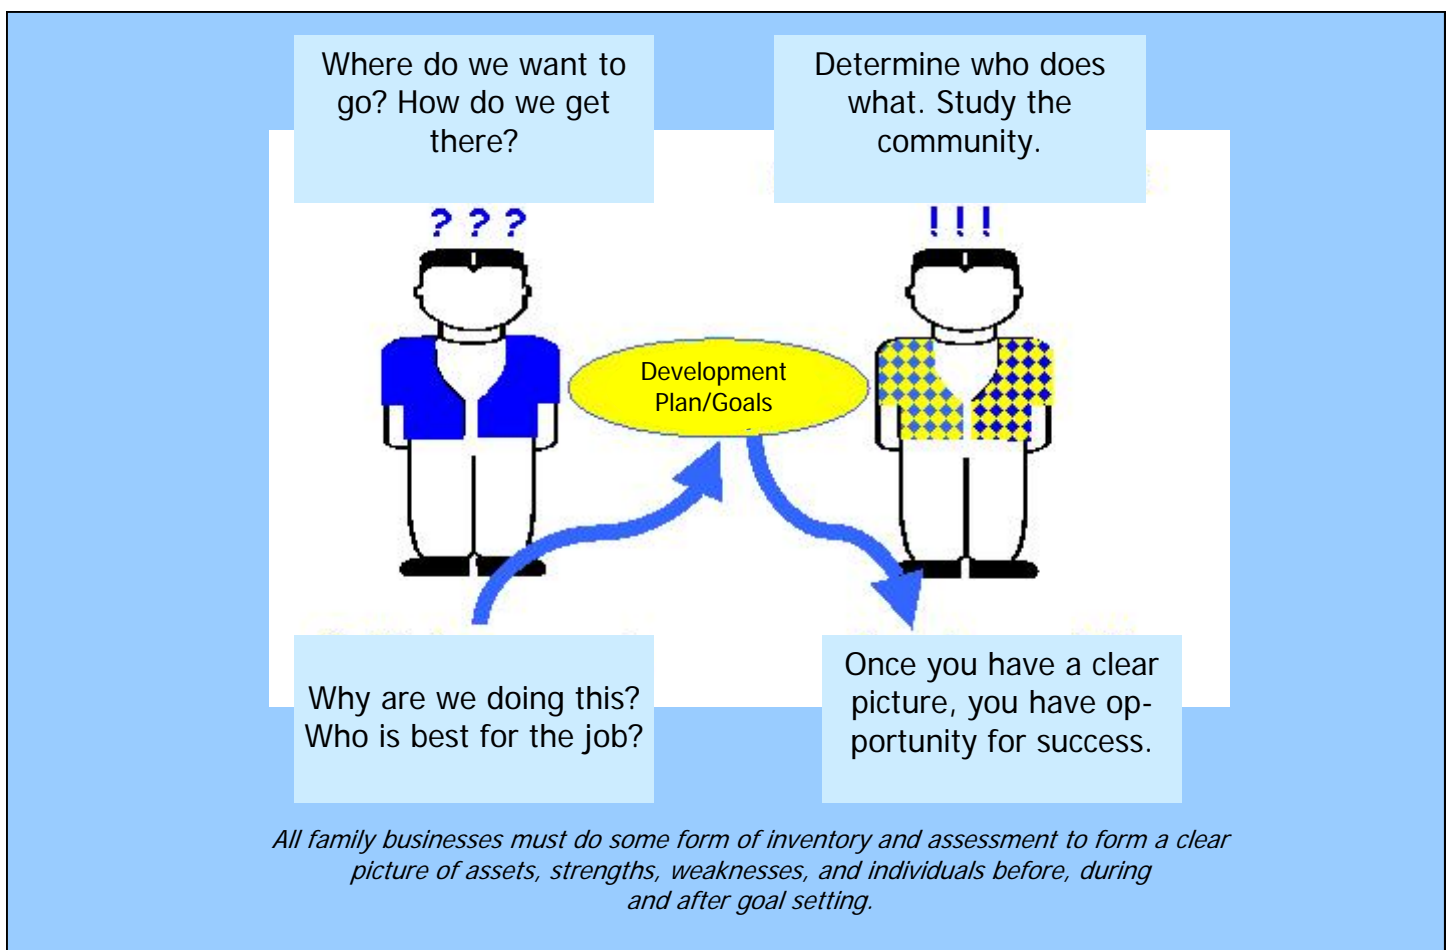 Where do we want to
go? How do we get
there?
Determine who does
what. Study the
community.
? ? ?
! ! !
Development
Plan/Goals
Why are we doing this?
Who is best for the job?
Once you have a clear
picture, you have op-
portunity for success.
All family businesses must do some form of inventory and assessment to form a clear
picture of assets, strengths, weaknesses, and individuals before, during
and after goal setting.